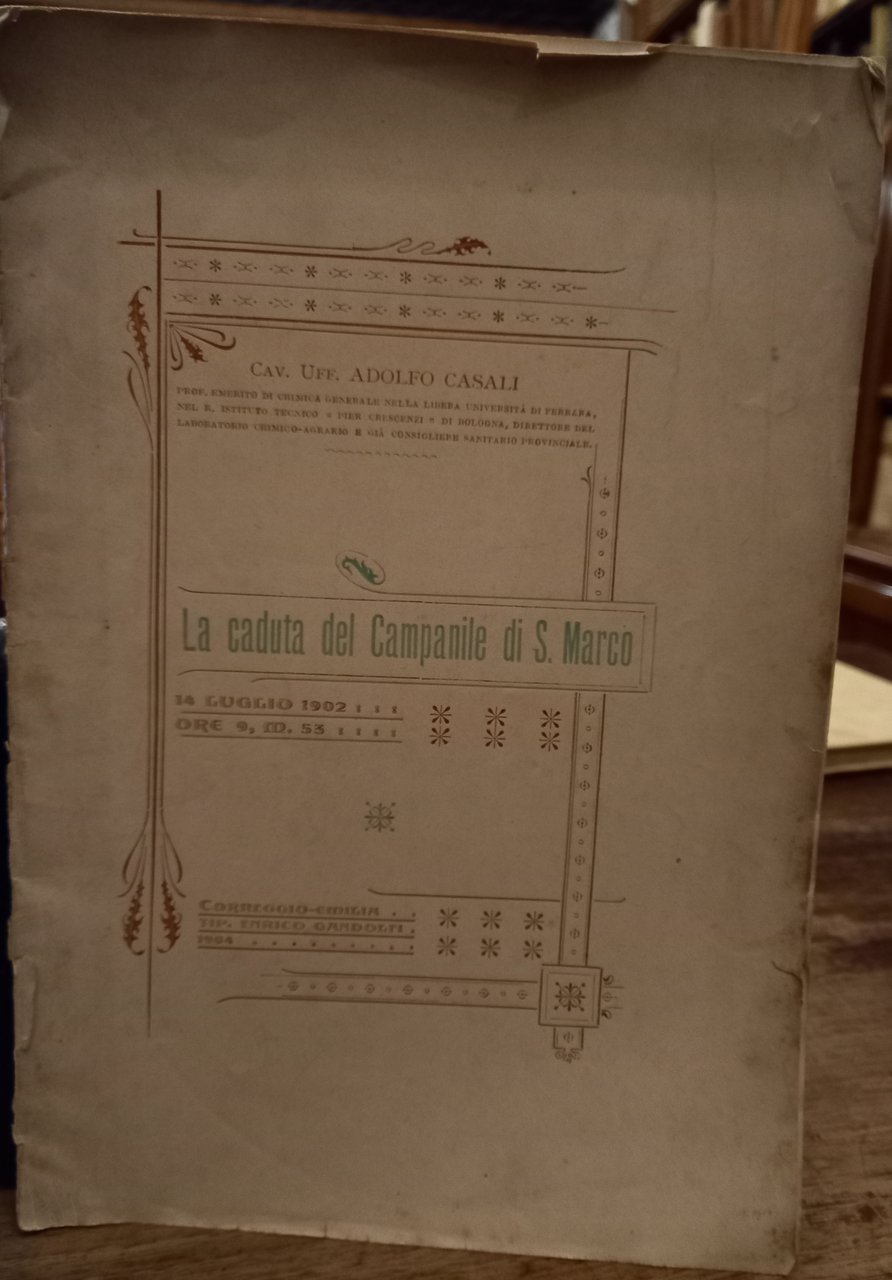 Cav. Uff. ADOLFO CASALI
PROF. EMERITO DI CHIMICA GENERALE NELLA LIBERA UNIVERSITÀ DI FERRARA,
NEL R. ISTITUTO TECNICO « PIER CRESCENZI » DI BOLOGNA, DIRETTORE DEL
LABORATORIO CHIMICO-AGRARIO E GIÀ CONSIGLIERE SANITARIO PROVINCIALE.
La caduta del Campanile di S. Marco
14 LUGLIO 1902
ORE 9, M. 53
CORREGGIO-EMILIA . .
TIP. ENRICO GANDOLFI .
1904 . . . . . . . .